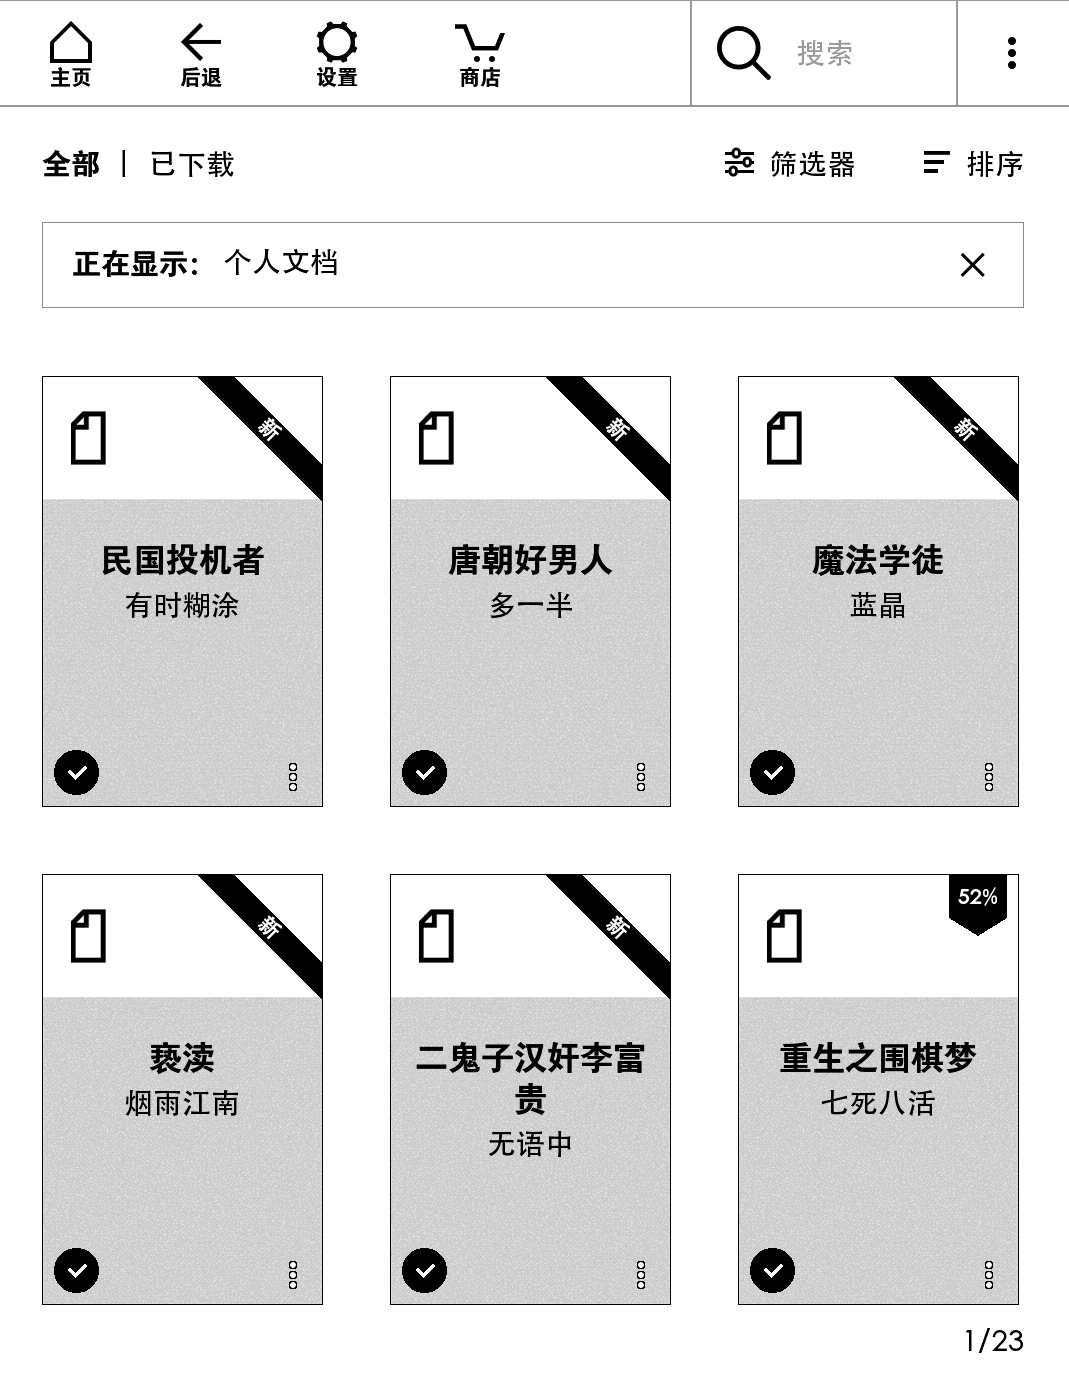 主页
后退
设置
商店
搜索
全部 | 已下载
筛选器
排序
正在显示： 个人文档
新
民国投机者
有时糊涂
新
唐朝好男人
多一半
新
魔法学徒
蓝晶
新
亵渎
烟雨江南
新
二鬼子汉奸李富
贵
无语中
52%
重生之围棋梦
七死八活
1/23